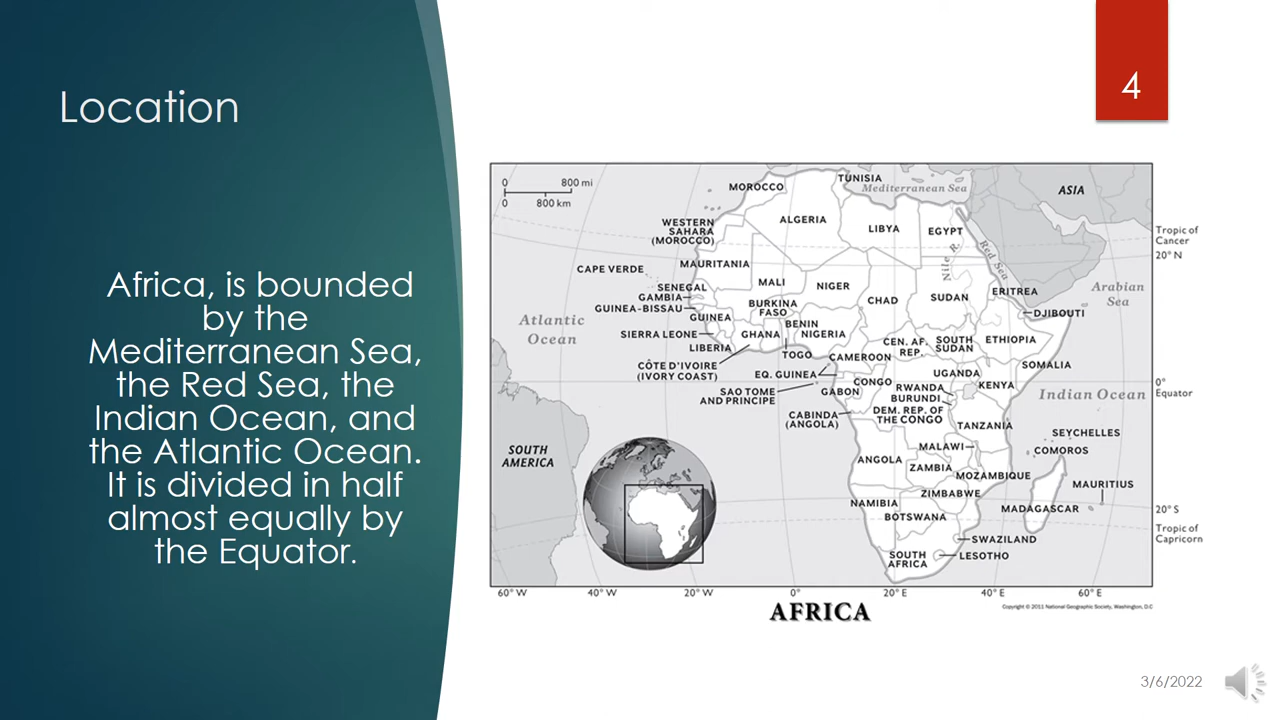 4
Location
Africa, is bounded
by the
Mediterranean Sea,
the Red Sea, the
Indian Ocean, and
the Atlantic Ocean.
It is divided in half
almost equally by
the Equator.
0 800 mi
0 800 km
MOROCCO
TUNISIA
Mediterranean Sea
ASIA
WESTERN
SAHARA
(MOROCCO)
ALGERIA
LIBYA
EGYPT
Tropic of
Cancer
20° N
Nile R.
Red Sea
CAPE VERDE
MAURITANIA
MALI
NIGER
CHAD
SUDAN
ERITREA
Arabian
Sea
SENEGAL
GAMBIA
GUINEA-BISSAU
GUINEA
BURKINA
FASO
DJIBOUTI
Atlantic
Ocean
SIERRA LEONE
LIBERIA
GHANA
BENIN
NIGERIA
CEN. AF.
REP.
SOUTH
SUDAN
ETHIOPIA
CÔTE D'IVOIRE
(IVORY COAST)
TOGO
CAMEROON
SOMALIA
EQ. GUINEA
UGANDA
0°
Equator
SAO TOME
AND PRINCIPE
GABON
CONGO
RWANDA
BURUNDI
KENYA
Indian Ocean
CABINDA
(ANGOLA)
DEM. REP. OF
THE CONGO
TANZANIA
SEYCHELLES
SOUTH
AMERICA
ANGOLA
MALAWI
COMOROS
ZAMBIA
MOZAMBIQUE
MAURITIUS
NAMIBIA
ZIMBABWE
MADAGASCAR
20° S
BOTSWANA
Tropic of
Capricorn
SWAZILAND
SOUTH
AFRICA
LESOTHO
60° W 40° W 20° W 0° 20° E 40° E 60° E
AFRICA
Copyright © 2011 National Geographic Society, Washington, D.C
3/6/2022